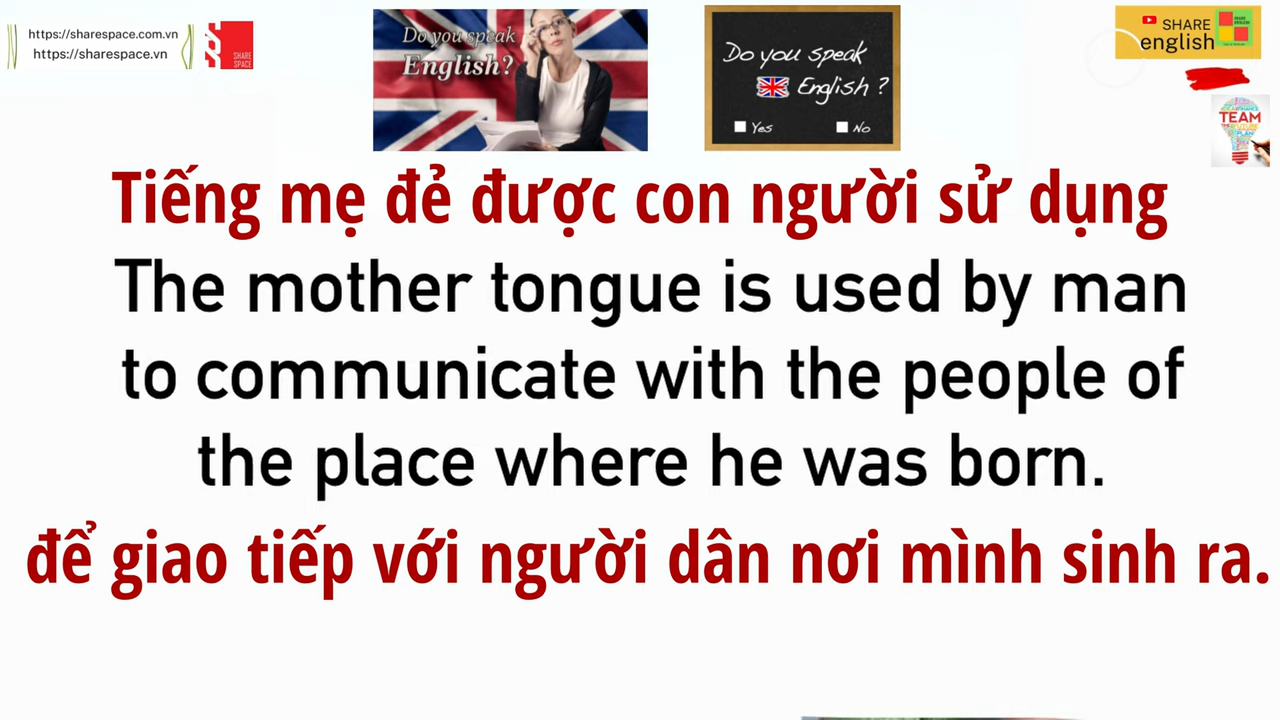 https://sharespace.com.vn
https://sharespace.vn
SHARE
SPACE
Do you speak
English?
Do you speak
English ?
Yes
No
SHARE
english
TEAM
Tiếng mẹ đẻ được con người sử dụng
The mother tongue is used by man
to communicate with the people of
the place where he was born.
để giao tiếp với người dân nơi mình sinh ra.